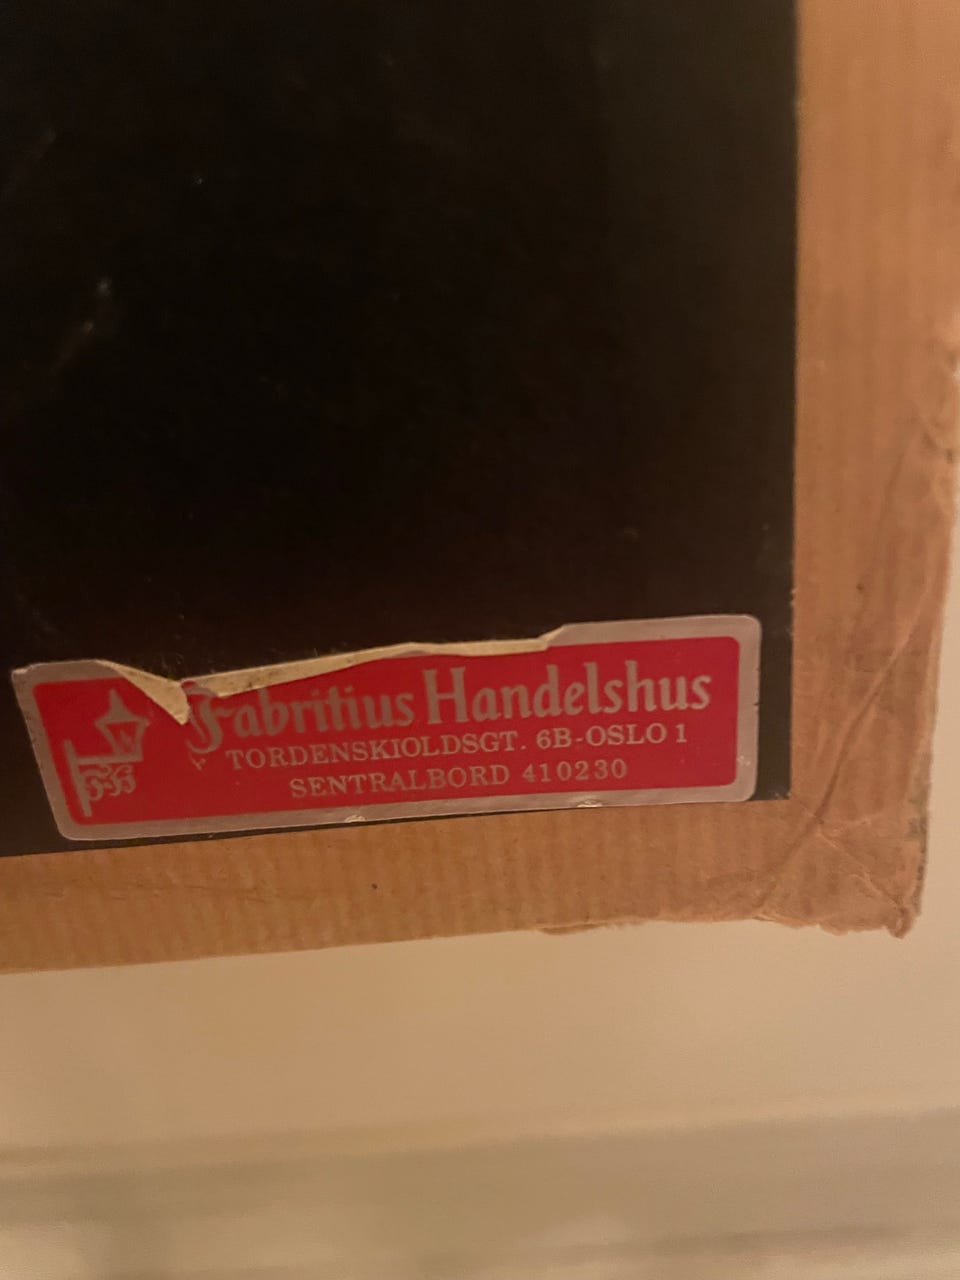 Fabritius Handelshus
TORDENSKIOLDSGT. 6B-OSLO 1
SENTRALBORD 410230